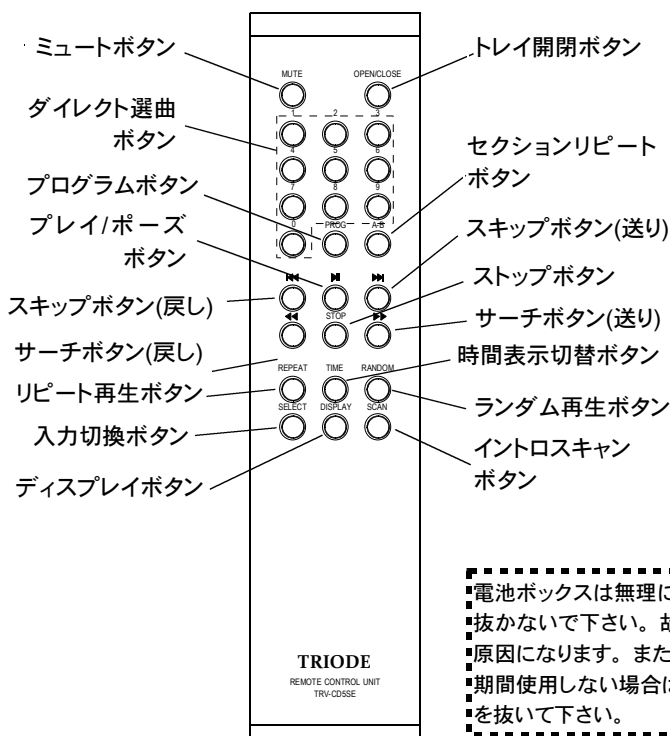 ミュートボタン
ダイレクト選曲
ボタン
プログラムボタン
プレイ/ポーズ
ボタン
スキップボタン(戻し)
サーチボタン(戻し)
リピート再生ボタン
入力切換ボタン
ディスプレイボタン
MUTE OPEN/CLOSE
1 2 3
4 5 6
7 8 9
0 PROG A-B
STOP
REPEAT TIME RANDOM
SELECT DISPLAY SCAN
TRIODE
REMOTE CONTROL UNIT
TRV-CD5SE
トレイ開閉ボタン
セクションリピート
ボタン
スキップボタン(送り)
ストップボタン
サーチボタン(送り)
時間表示切替ボタン
ランダム再生ボタン
イントロスキャン
ボタン
電池ボックスは無理に
抜かないで下さい。故
原因になります。また
期間使用しない場合は
を抜いて下さい。